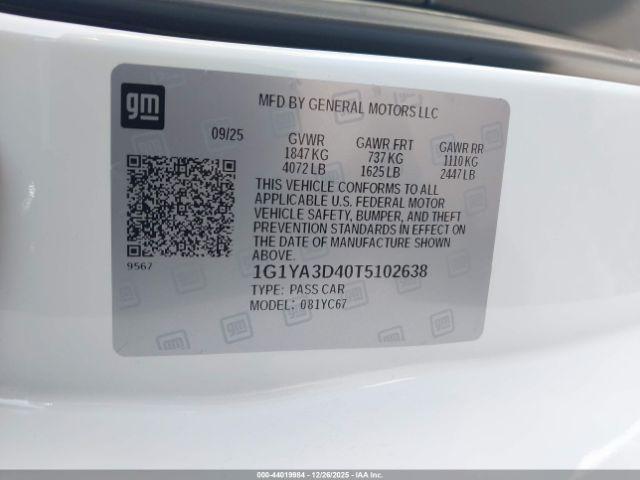 gm
MFD BY GENERAL MOTORS LLC
09/25
GVWR GAWR FRT GAWR RR
1847 KG 737 KG 1110 KG
4072 LB 1625 LB 2447 LB
THIS VEHICLE CONFORMS TO ALL
APPLICABLE U.S. FEDERAL MOTOR
VEHICLE SAFETY, BUMPER, AND THEFT
PREVENTION STANDARDS IN EFFECT ON
THE DATE OF MANUFACTURE SHOWN
ABOVE.
9567
1G1YA3D40T5102638
TYPE: PASS CAR
MODEL: 081YC67
gm
000-44019984 | 12/26/2025 - IAAI.COM